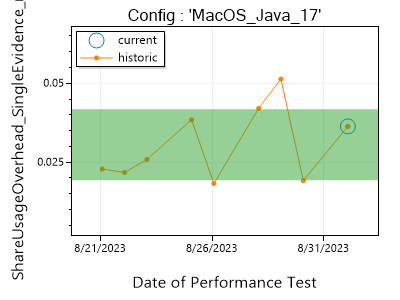 Config : 'MacOS_Java_17'
current
historic
0.05
0.025
8/21/2023
8/26/2023
8/31/2023
Date of Performance Test
ShareUsageOverhead_SingleEvidence_